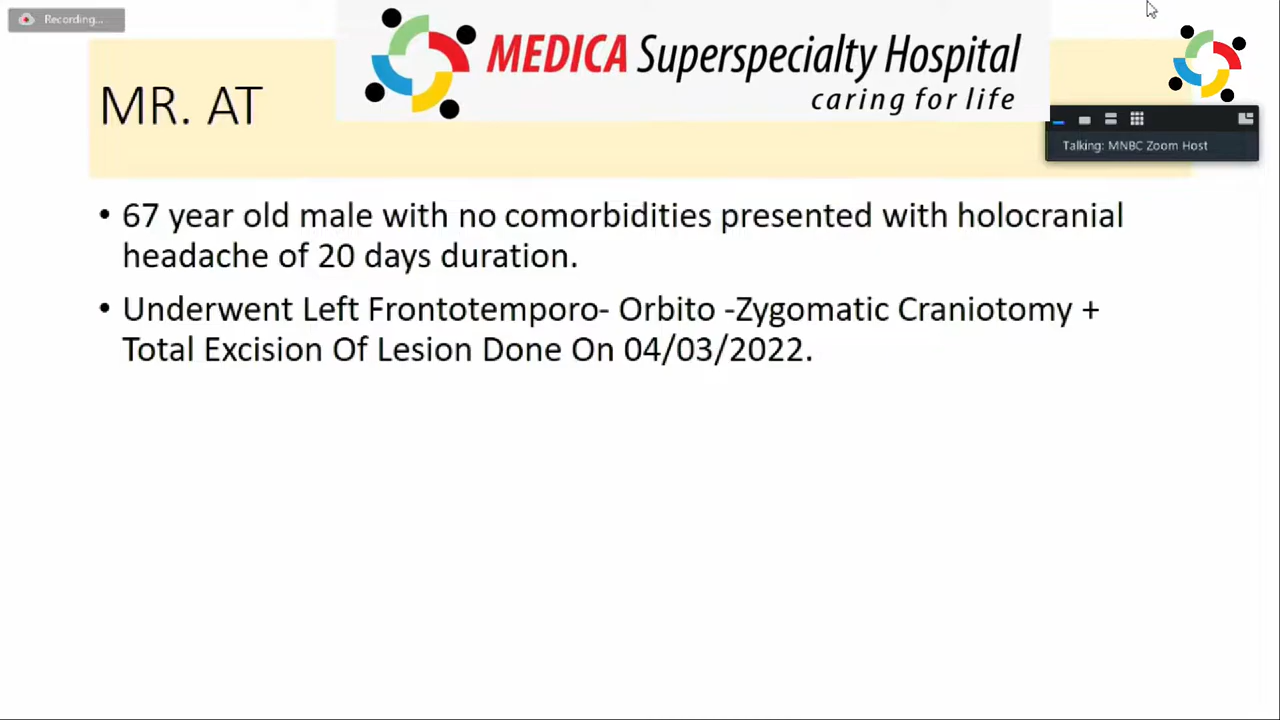 Recording...
MEDICA Superspecialty Hospital
caring for life
MR. AT
Talking: MNBC Zoom Host
• 67 year old male with no comorbidities presented with holocranial
headache of 20 days duration.
• Underwent Left Frontotemporo- Orbito -Zygomatic Craniotomy +
Total Excision Of Lesion Done On 04/03/2022.